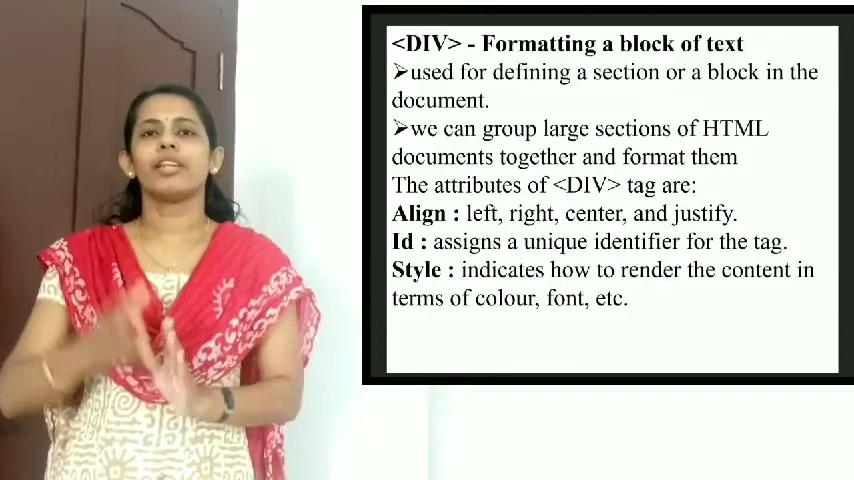 <DIV> - Formatting a block of text
➢used for defining a section or a block in the
document.
➢we can group large sections of HTML
documents together and format them
The attributes of <DIV> tag are:
Align : left, right, center, and justify.
Id : assigns a unique identifier for the tag.
Style : indicates how to render the content in
terms of colour, font, etc.